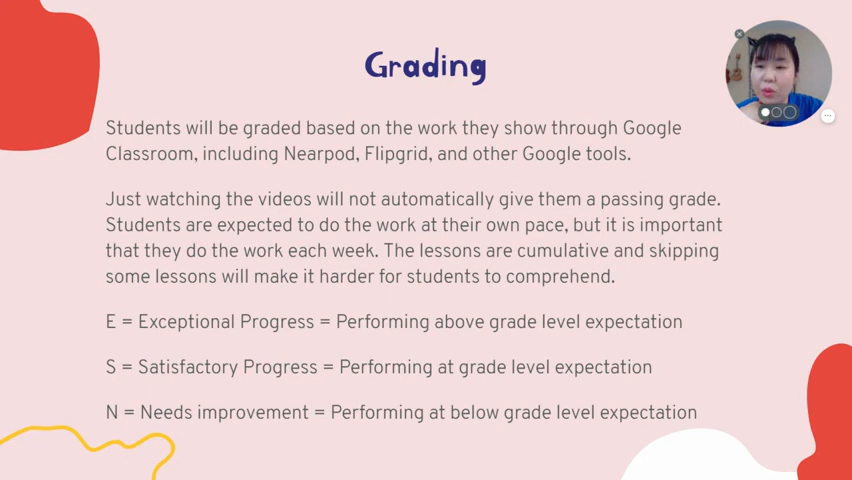 Grading
Students will be graded based on the work they show through Google
Classroom, including Nearpod, Flipgrid, and other Google tools.
Just watching the videos will not automatically give them a passing grade.
Students are expected to do the work at their own pace, but it is important
that they do the work each week. The lessons are cumulative and skipping
some lessons will make it harder for students to comprehend.
E = Exceptional Progress = Performing above grade level expectation
S = Satisfactory Progress = Performing at grade level expectation
N = Needs improvement = Performing at below grade level expectation